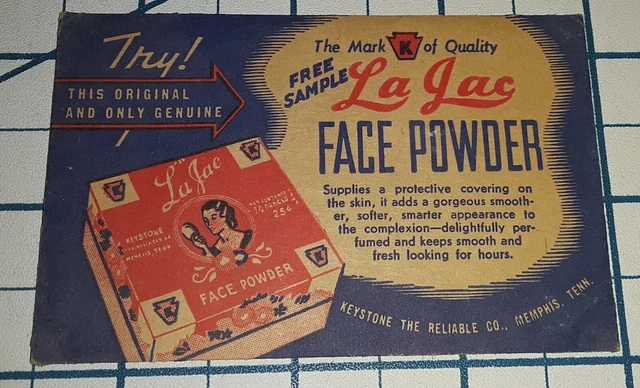 Try!
THIS ORIGINAL
AND ONLY GENUINE
The Mark K of Quality
FREE
SAMPLE
La Jac
FACE POWDER
Supplies a protective covering on
the skin, it adds a gorgeous smooth-
er, softer, smarter appearance to
the complexion—delightfully per-
fumed and keeps smooth and
fresh looking for hours.
KEYSTONE THE RELIABLE CO., MEMPHIS, TENN.
K
K
La Jac
NET CONTENTS
25¢
KEYSTONE
MEMPHIS, TENN.
FACE POWDER
K
K